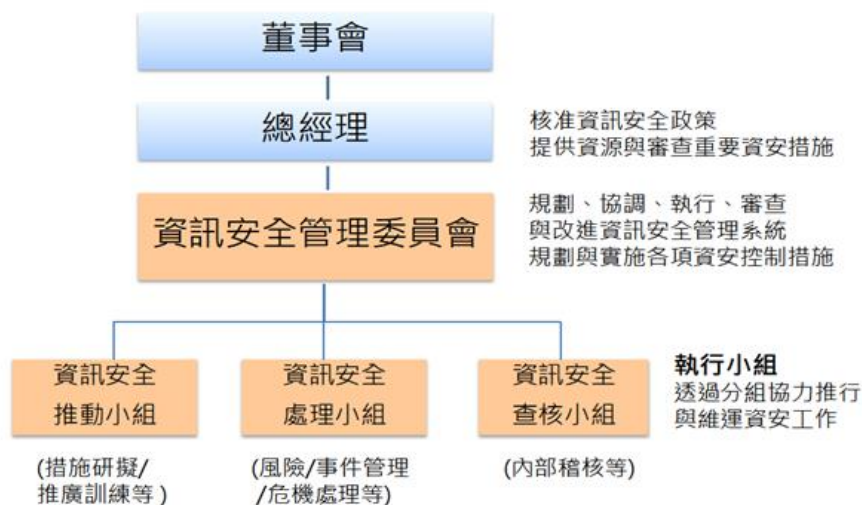 董事會
總經理
核准資訊安全政策
提供資源與審查重要資安措施
資訊安全管理委員會
規劃、協調、執行、審查
與改進資訊安全管理系統
規劃與實施各項資安控制措施
資訊安全
推動小組
(措施研擬/
推廣訓練等 )
資訊安全
處理小組
(風險/事件管理
/危機處理等)
資訊安全
查核小組
(內部稽核等)
執行小組
透過分組協力推行
與維運資安工作